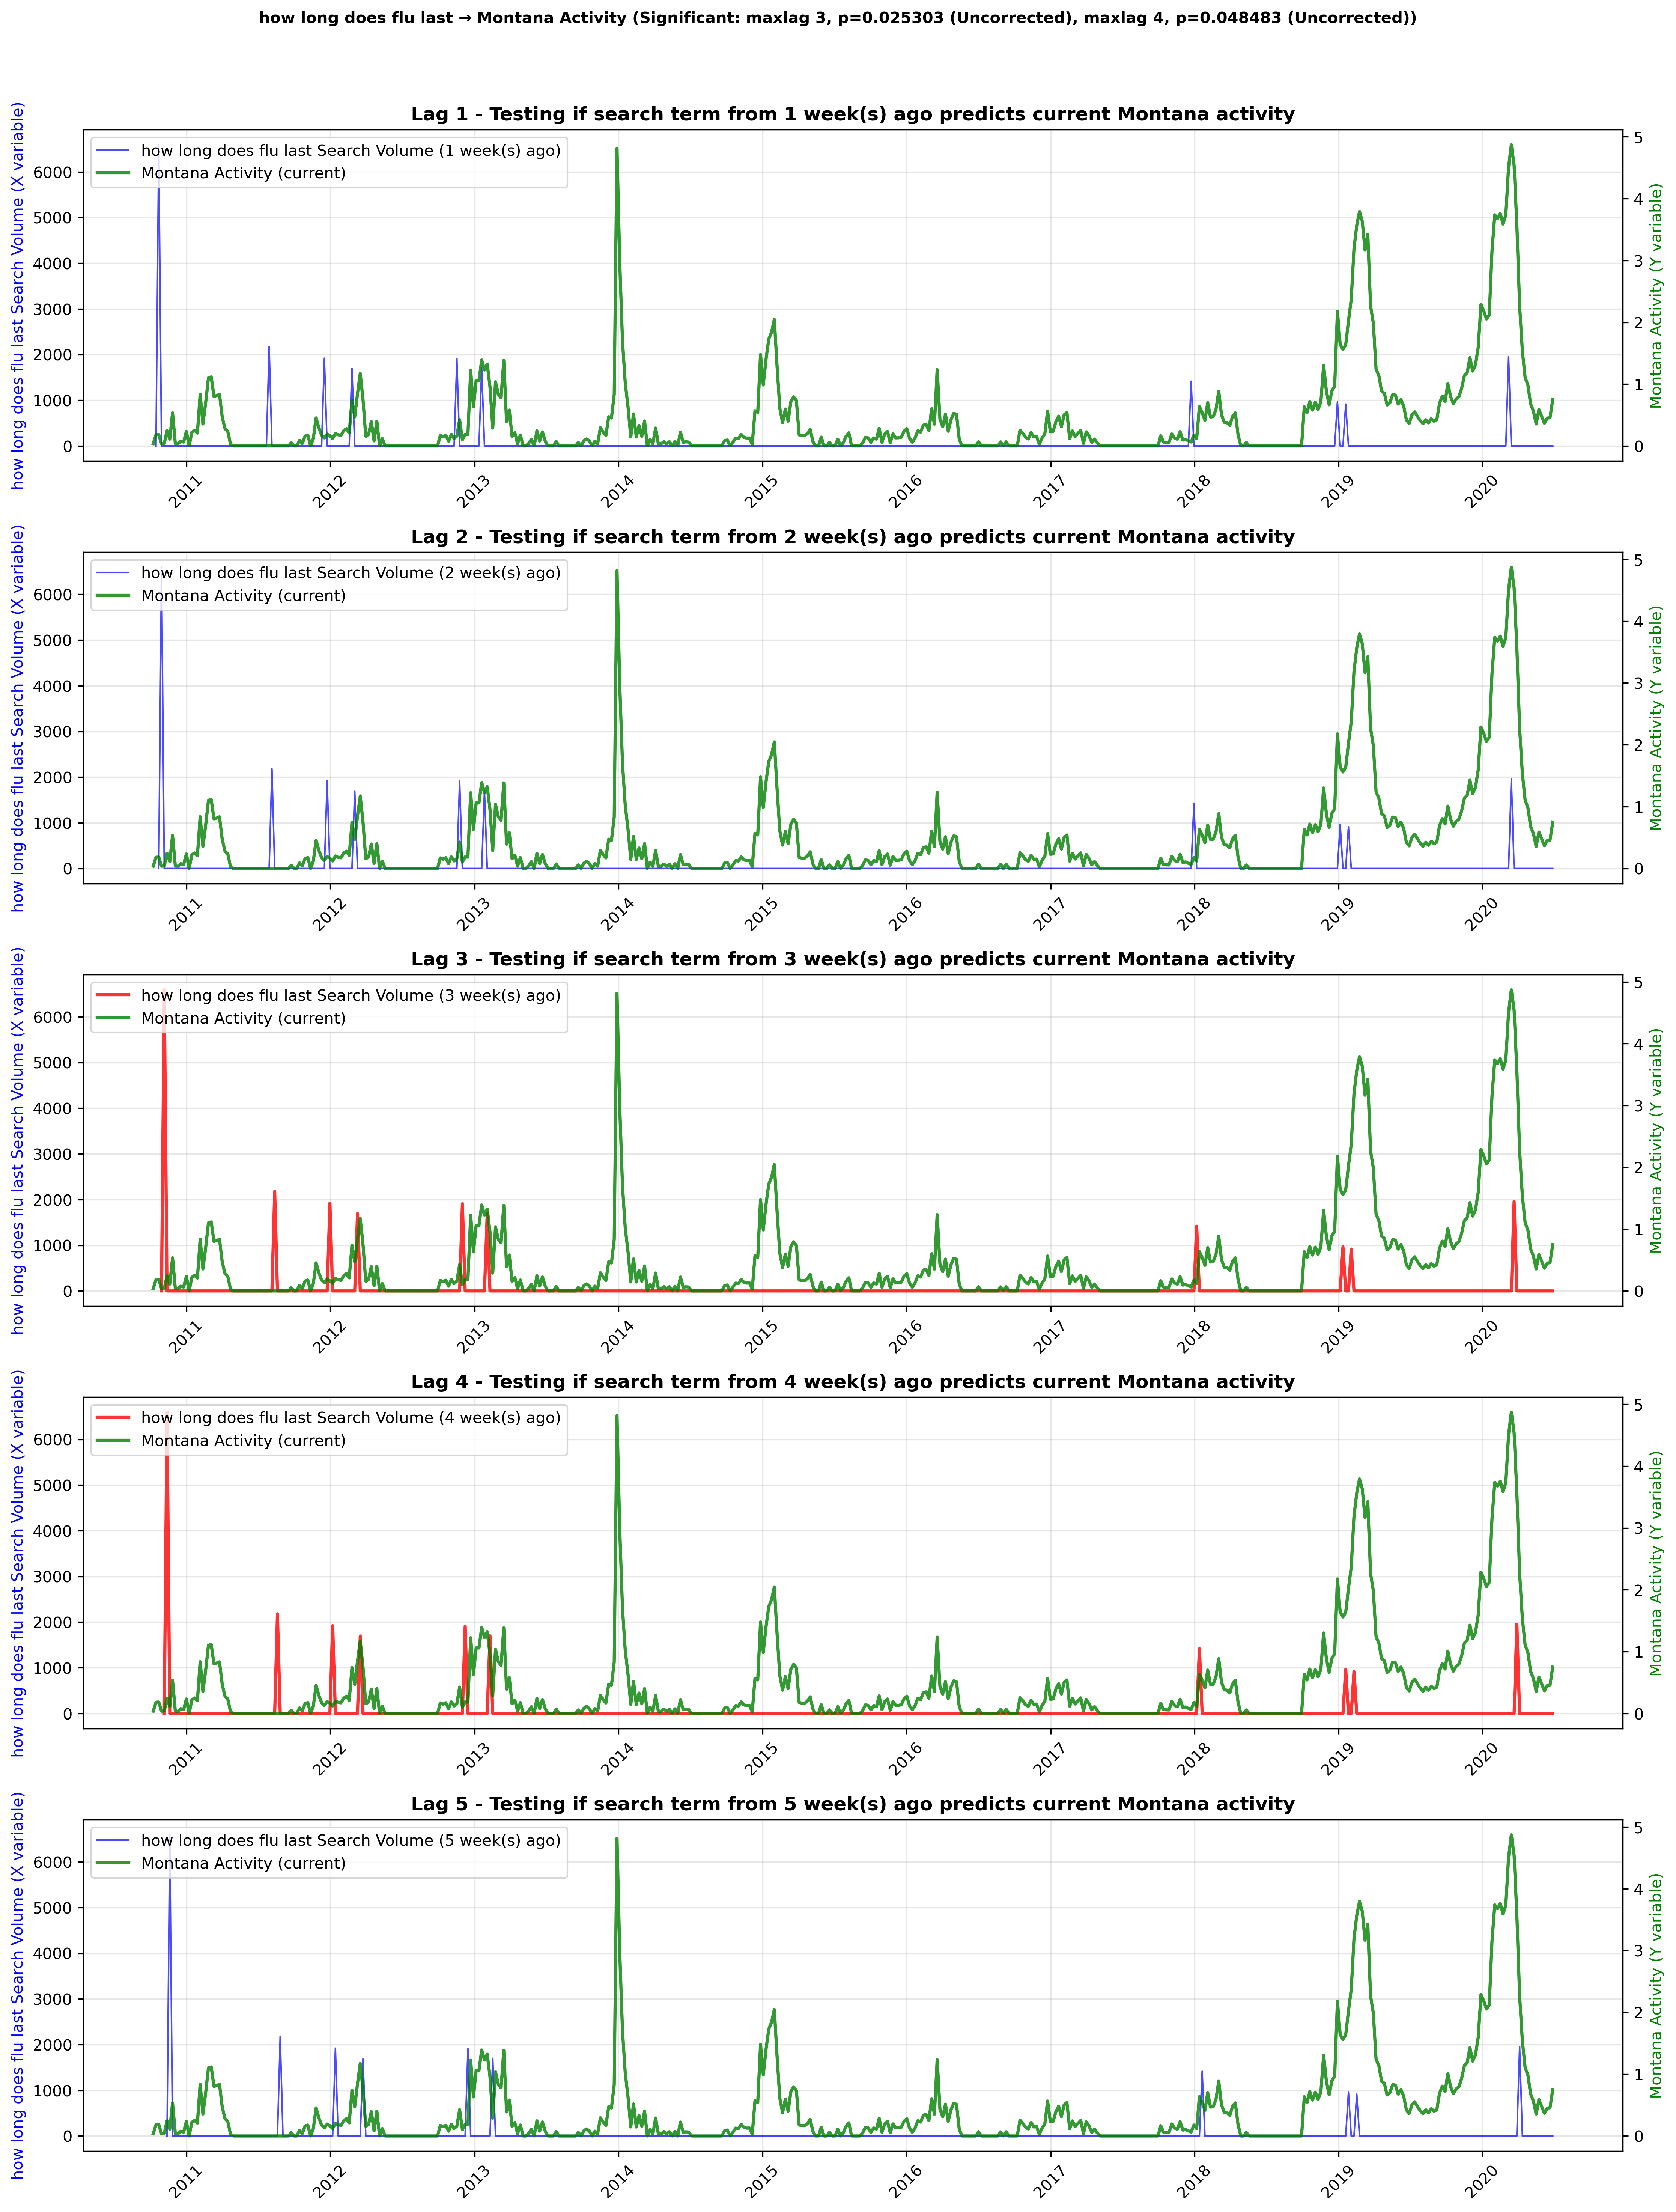 how long does flu last → Montana Activity (Significant: maxlag 3, p=0.025303 (Uncorrected), maxlag 4, p=0.048483 (Uncorrected))
Lag 1 - Testing if search term from 1 week(s) ago predicts current Montana activity
how long does flu last Search Volume (X variable)
how long does flu last Search Volume (1 week(s) ago)
Montana Activity (current)
6000
5000
4000
3000
2000
1000
0
5
4
3
2
1
0
Montana Activity (Y variable)
2011 2012 2013 2014 2015 2016 2017 2018 2019 2020
Lag 2 - Testing if search term from 2 week(s) ago predicts current Montana activity
how long does flu last Search Volume (X variable)
how long does flu last Search Volume (2 week(s) ago)
Montana Activity (current)
6000
5000
4000
3000
2000
1000
0
5
4
3
2
1
0
Montana Activity (Y variable)
2011 2012 2013 2014 2015 2016 2017 2018 2019 2020
Lag 3 - Testing if search term from 3 week(s) ago predicts current Montana activity
how long does flu last Search Volume (X variable)
how long does flu last Search Volume (3 week(s) ago)
Montana Activity (current)
6000
5000
4000
3000
2000
1000
0
5
4
3
2
1
0
Montana Activity (Y variable)
2011 2012 2013 2014 2015 2016 2017 2018 2019 2020
Lag 4 - Testing if search term from 4 week(s) ago predicts current Montana activity
how long does flu last Search Volume (X variable)
how long does flu last Search Volume (4 week(s) ago)
Montana Activity (current)
6000
5000
4000
3000
2000
1000
0
5
4
3
2
1
0
Montana Activity (Y variable)
2011 2012 2013 2014 2015 2016 2017 2018 2019 2020
Lag 5 - Testing if search term from 5 week(s) ago predicts current Montana activity
how long does flu last Search Volume (X variable)
how long does flu last Search Volume (5 week(s) ago)
Montana Activity (current)
6000
5000
4000
3000
2000
1000
0
5
4
3
2
1
0
Montana Activity (Y variable)
2011 2012 2013 2014 2015 2016 2017 2018 2019 2020